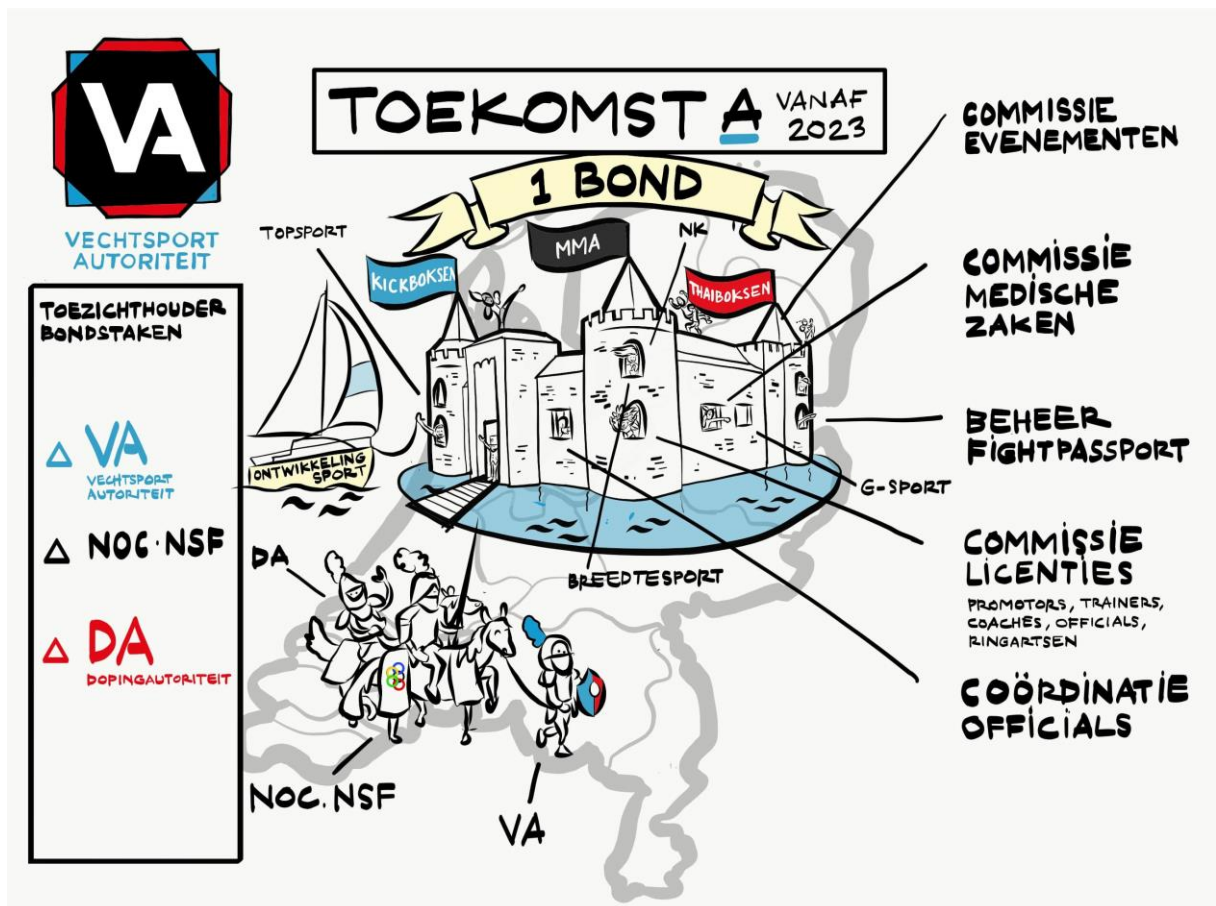 VA
VECHTSPORT
AUTORITEIT
TOEKOMST A
VANAF
2023
1 BOND
TOPSPORT
KICKBOKSEN
MMA
NK
THAIBOKSEN
ONTWIKKELING
SPORT
G-SPORT
BREEDTESPORT
DA
NOC.NSF
VA
TOEZICHTHOUDER
BONDSTAKEN
VA
VECHTSPORT
AUTORITEIT
NOC·NSF
DA
DOPINGAUTORITEIT
COMMISSIE
EVENEMENTEN
COMMISSIE
MEDISCHE
ZAKEN
BEHEER
FIGHTPASSPORT
COMMISSIE
LICENTIES
PROMOTORS, TRAINERS,
COACHES, OFFICIALS,
RINGARTSEN
COÖRDINATIE
OFFICIALS